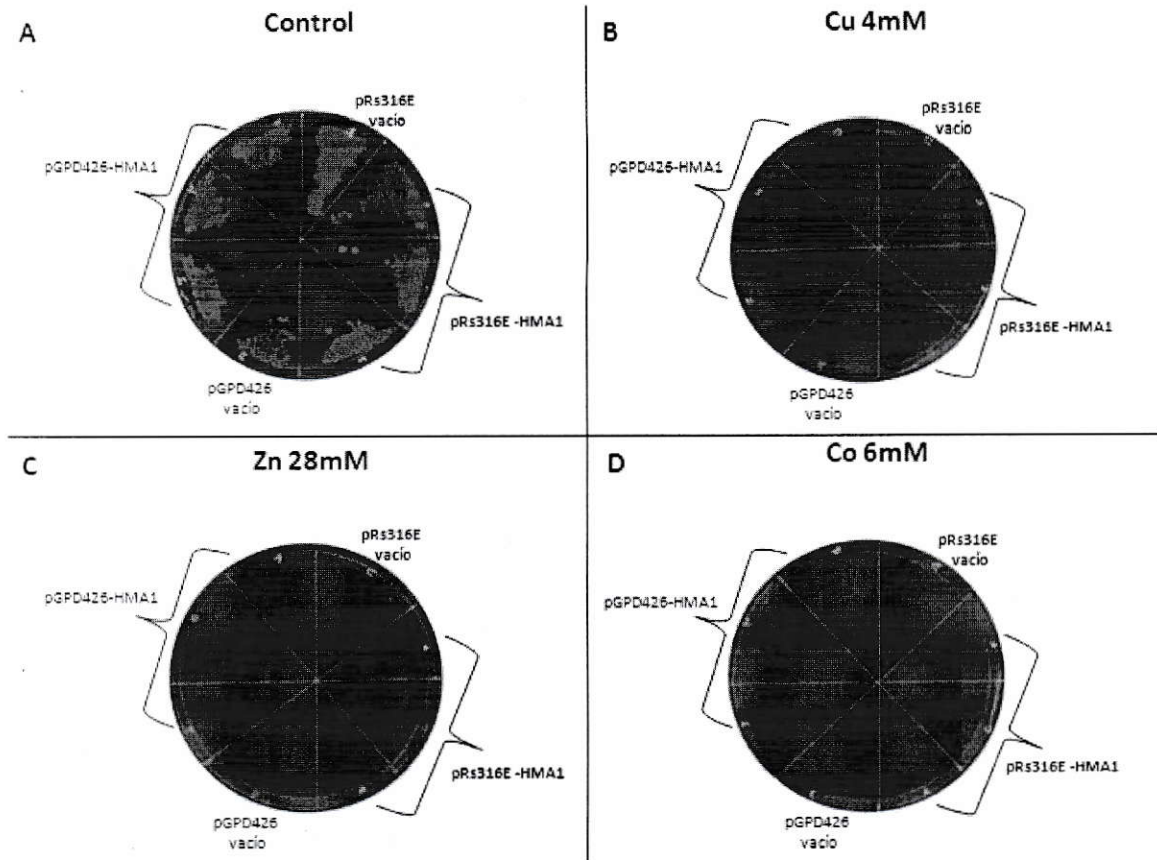 A
Control
pRs316E
vacio
pGPD426-HMA1
pRs316E -HMA1
pGPD426
vacio
B
Cu 4mM
pRs316E
vacio
pGPD426-HMA1
pRs316E -HMA1
pGPD426
vacio
C
Zn 28mM
pRs316E
vacio
pGPD426-HMA1
pRs316E -HMA1
pGPD426
vacio
D
Co 6mM
pRs316E
vacio
pGPD426-HMA1
pRs316E -HMA1
pGPD426
vacio